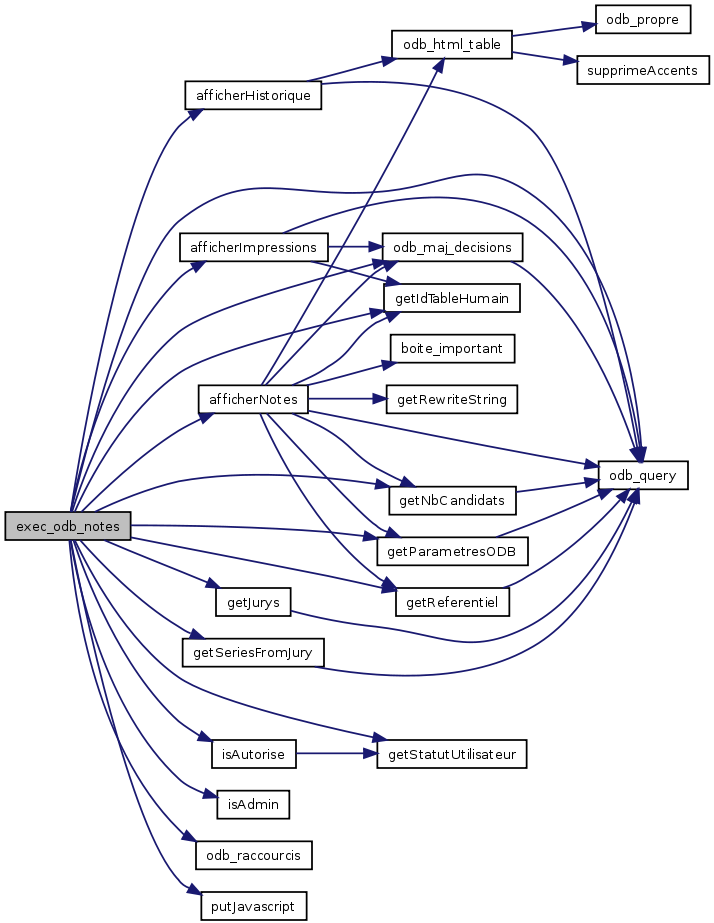 odb_propre
odb_html_table
supprimeAccents
afficherHistorique
afficherImpressions
odb_maj_decisions
getIdTableHumain
boite_important
afficherNotes
getRewriteString
odb_query
getNbCandidats
exec_odb_notes
getParametresODB
getJurys
getReferentiel
getSeriesFromJury
isAutorise
getStatutUtilisateur
isAdmin
odb_raccourcis
putJavascript